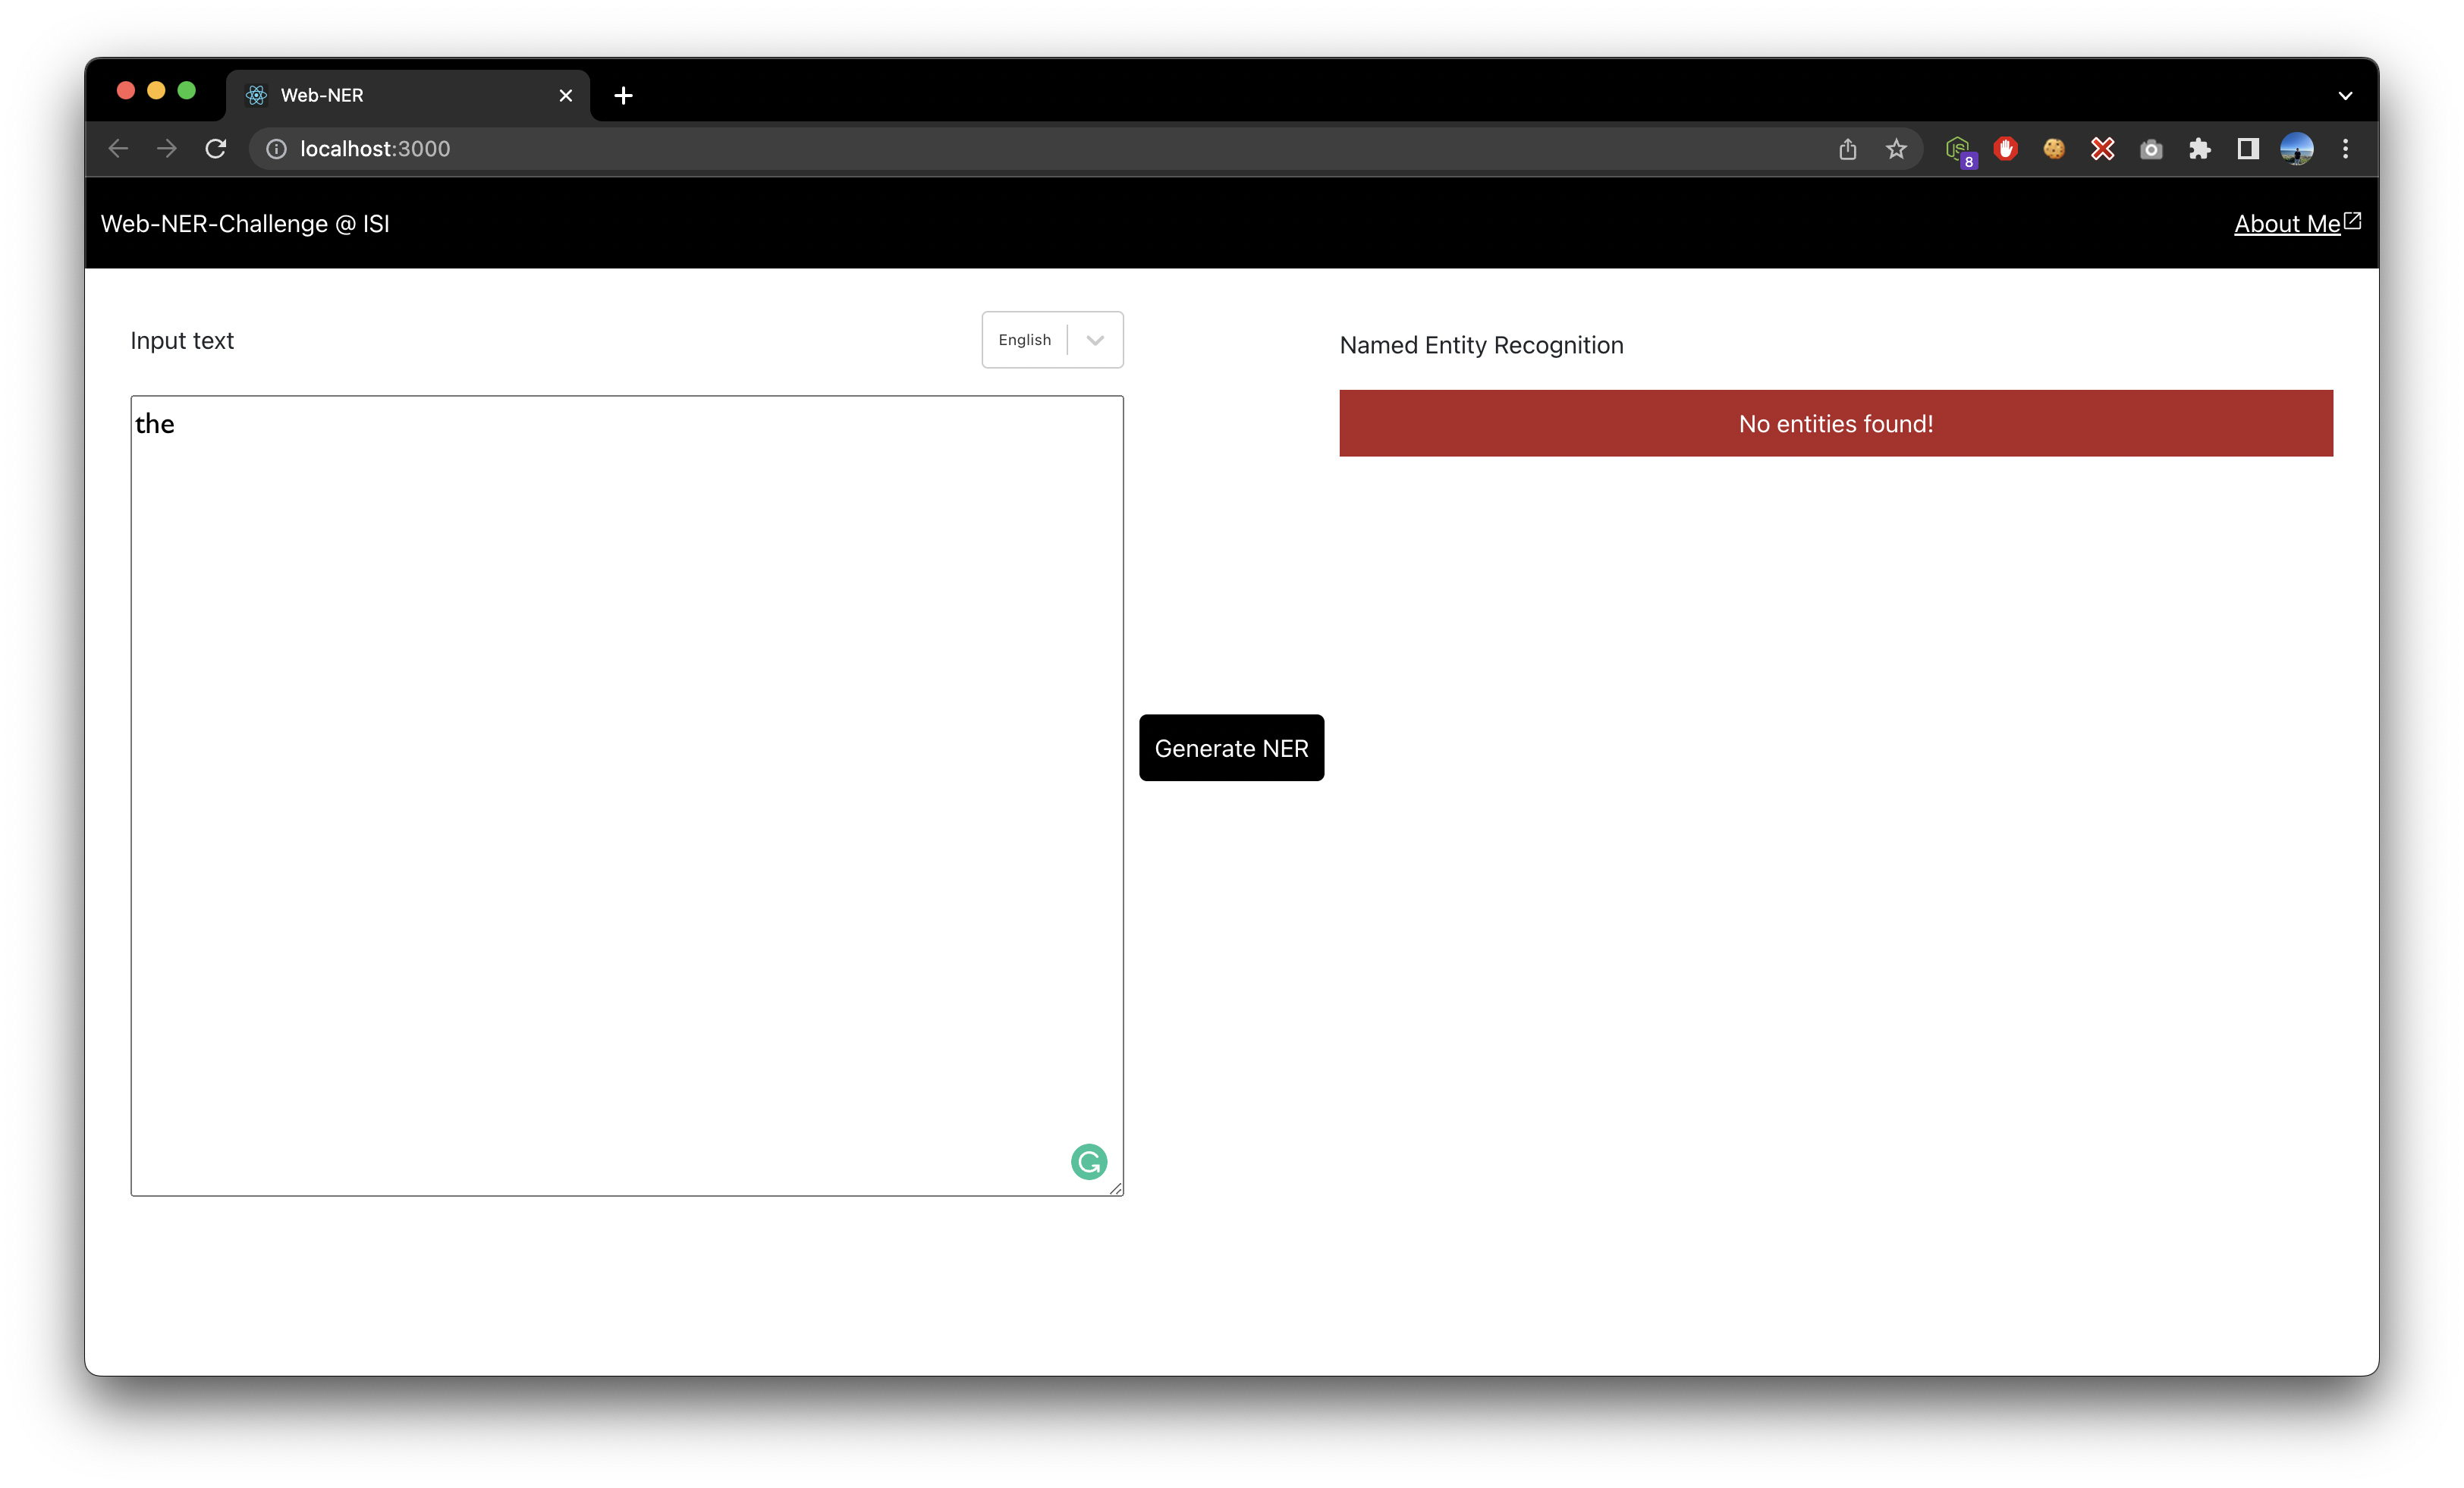 Web-NER
localhost:3000
8
Web-NER-Challenge @ ISI
About Me
Input text
English
Named Entity Recognition
the
No entities found!
Generate NER